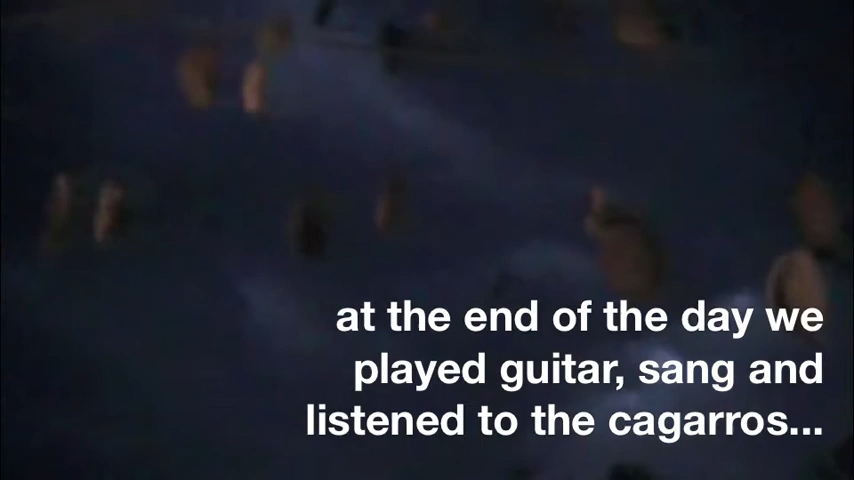 at the end of the day we
played guitar, sang and
listened to the cagarros...